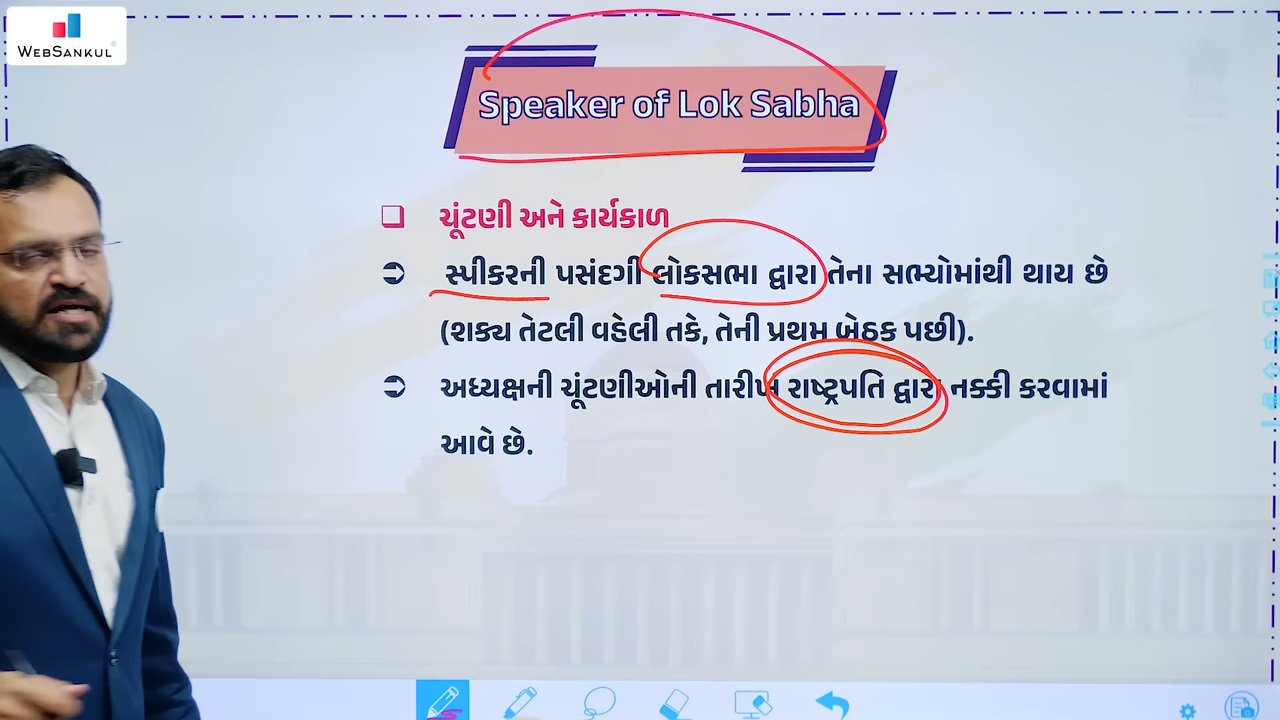 WEBSANKUL
Speaker of Lok Sabha
❑ ચૂંટણી અને કાર્યકાળ
➲ સ્પીકરની પસંદગી લોકસભા દ્વારા તેના સભ્યોમાંથી થાય છે
(શક્ય તેટલી વહેલી તકે, તેની પ્રથમ બેઠક પછી).
➲ અધ્યક્ષની ચૂંટણીઓની તારીખ રાષ્ટ્રપતિ દ્વારા નક્કી કરવામાં
આવે છે.